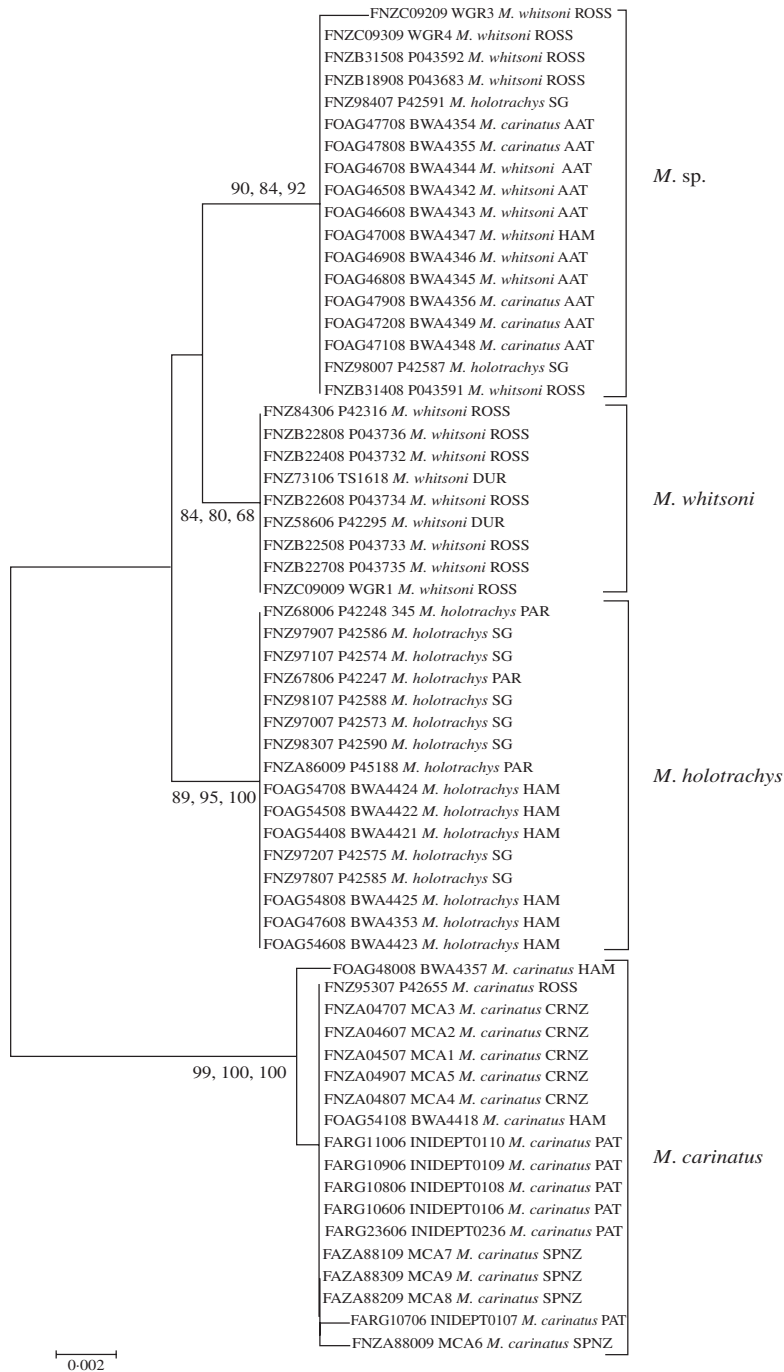 FNZC09209 WGR3 M. whitsoni ROSS
FNZC09309 WGR4 M. whitsoni ROSS
FNZB31508 P043592 M. whitsoni ROSS
FNZB18908 P043683 M. whitsoni ROSS
FNZ98407 P42591 M. holotrachys SG
FOAG47708 BWA4354 M. carinatus AAT
FOAG47808 BWA4355 M. carinatus AAT
FOAG46708 BWA4344 M. whitsoni AAT
FOAG46508 BWA4342 M. whitsoni AAT
FOAG46608 BWA4343 M. whitsoni AAT
FOAG47008 BWA4347 M. whitsoni HAM
FOAG46908 BWA4346 M. whitsoni AAT
FOAG46808 BWA4345 M. whitsoni AAT
FOAG47908 BWA4356 M. carinatus AAT
FOAG47208 BWA4349 M. carinatus AAT
FOAG47108 BWA4348 M. carinatus AAT
FNZ98007 P42587 M. holotrachys SG
FNZB31408 P043591 M. whitsoni ROSS
90, 84, 92
M. sp.
FNZ84306 P42316 M. whitsoni ROSS
FNZB22808 P043736 M. whitsoni ROSS
FNZB22408 P043732 M. whitsoni ROSS
FNZ73106 TS1618 M. whitsoni DUR
FNZB22608 P043734 M. whitsoni ROSS
FNZ58606 P42295 M. whitsoni DUR
FNZB22508 P043733 M. whitsoni ROSS
FNZB22708 P043735 M. whitsoni ROSS
FNZC09009 WGR1 M. whitsoni ROSS
84, 80, 68
M. whitsoni
FNZ68006 P42248 345 M. holotrachys PAR
FNZ97907 P42586 M. holotrachys SG
FNZ97107 P42574 M. holotrachys SG
FNZ67806 P42247 M. holotrachys PAR
FNZ98107 P42588 M. holotrachys SG
FNZ97007 P42573 M. holotrachys SG
FNZ98307 P42590 M. holotrachys SG
FNZA86009 P45188 M. holotrachys PAR
FOAG54708 BWA4424 M. holotrachys HAM
FOAG54508 BWA4422 M. holotrachys HAM
FOAG54408 BWA4421 M. holotrachys HAM
FNZ97207 P42575 M. holotrachys SG
FNZ97807 P42585 M. holotrachys SG
FOAG54808 BWA4425 M. holotrachys HAM
FOAG47608 BWA4353 M. holotrachys HAM
FOAG54608 BWA4423 M. holotrachys HAM
89, 95, 100
M. holotrachys
FOAG48008 BWA4357 M. carinatus HAM
FNZ95307 P42655 M. carinatus ROSS
FNZA04707 MCA3 M. carinatus CRNZ
FNZA04607 MCA2 M. carinatus CRNZ
FNZA04507 MCA1 M. carinatus CRNZ
FNZA04907 MCA5 M. carinatus CRNZ
FNZA04807 MCA4 M. carinatus CRNZ
FOAG54108 BWA4418 M. carinatus HAM
FARG11006 INIDEPT0110 M. carinatus PAT
FARG10906 INIDEPT0109 M. carinatus PAT
FARG10806 INIDEPT0108 M. carinatus PAT
FARG10606 INIDEPT0106 M. carinatus PAT
FARG23606 INIDEPT0236 M. carinatus PAT
FAZA88109 MCA7 M. carinatus SPNZ
FAZA88309 MCA9 M. carinatus SPNZ
FAZA88209 MCA8 M. carinatus SPNZ
FARG10706 INIDEPT0107 M. carinatus PAT
FNZA88009 MCA6 M. carinatus SPNZ
99, 100, 100
M. carinatus
0·002